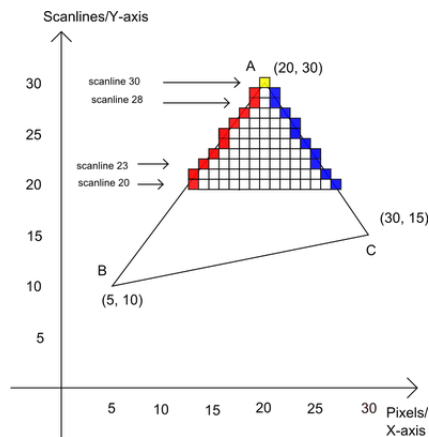 Scanlines/Y-axis
A
(20, 30)
30
scanline 30
scanline 28
25
scanline 23
20
scanline 20
(30, 15)
15
C
B
10
(5, 10)
5
5
10
15
20
25
30
Pixels/
X-axis